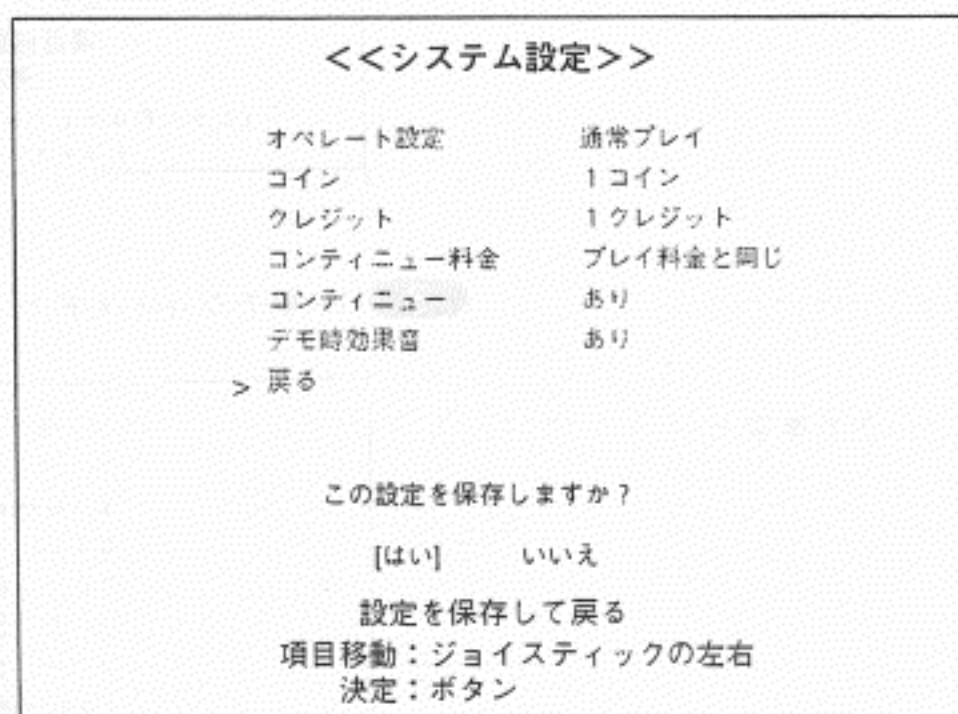 <<システム設定>>
オペレート設定 通常プレイ
コイン 1コイン
クレジット 1クレジット
コンティニュー料金 プレイ料金と同じ
コンティニュー あり
デモ時効果音 あり
> 戻る
この設定を保存しますか?
[はい] いいえ
設定を保存して戻る
項目移動:ジョイスティックの左右
決定:ボタン